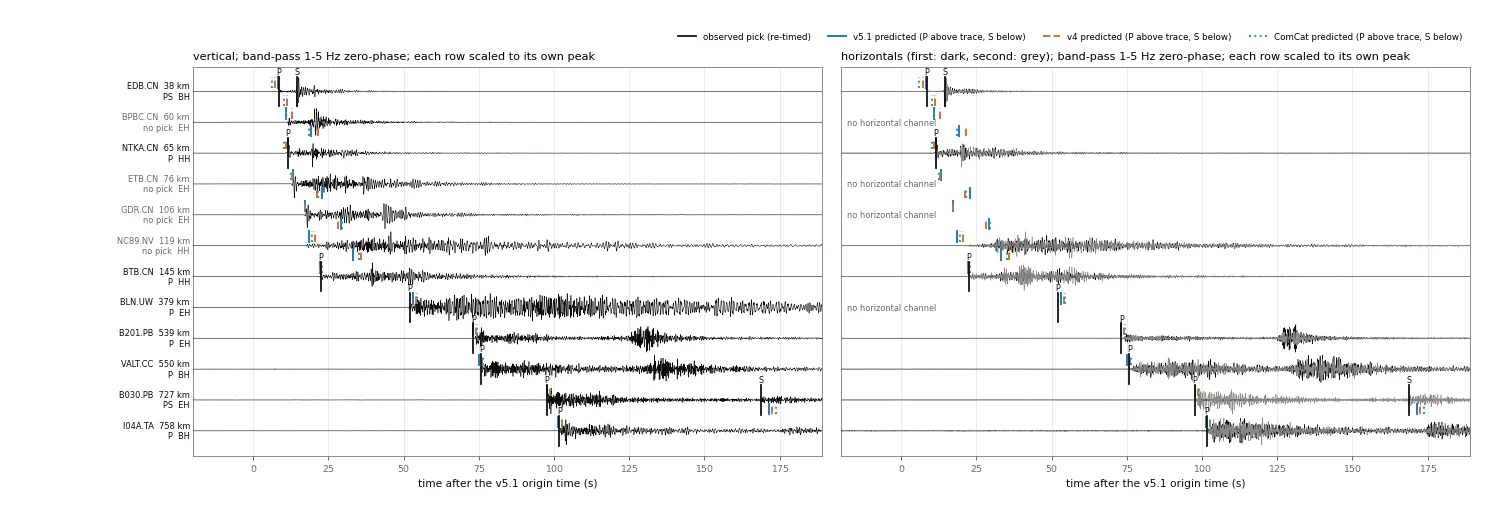 observed pick (re-timed) v5.1 predicted (P above trace, S below) v4 predicted (P above trace, S below) ComCat predicted (P above trace, S below)
vertical; band-pass 1-5 Hz zero-phase; each row scaled to its own peak
EDB.CN 38 km
PS BH
BPBC.CN 60 km
no pick EH
NTKA.CN 65 km
P HH
ETB.CN 76 km
no pick EH
GDR.CN 106 km
no pick EH
NC89.NV 119 km
no pick HH
BTB.CN 145 km
P HH
BLN.UW 379 km
P EH
B201.PB 539 km
P EH
VALT.CC 550 km
P BH
B030.PB 727 km
PS EH
I04A.TA 758 km
P BH
P S
P
P
P
P
P
P S
P
0 25 50 75 100 125 150 175
time after the v5.1 origin time (s)
horizontals (first: dark, second: grey); band-pass 1-5 Hz zero-phase; each row scaled to its own peak
P S
no horizontal channel
P
no horizontal channel
no horizontal channel
P
P
no horizontal channel
P
P
P S
P
0 25 50 75 100 125 150 175
time after the v5.1 origin time (s)